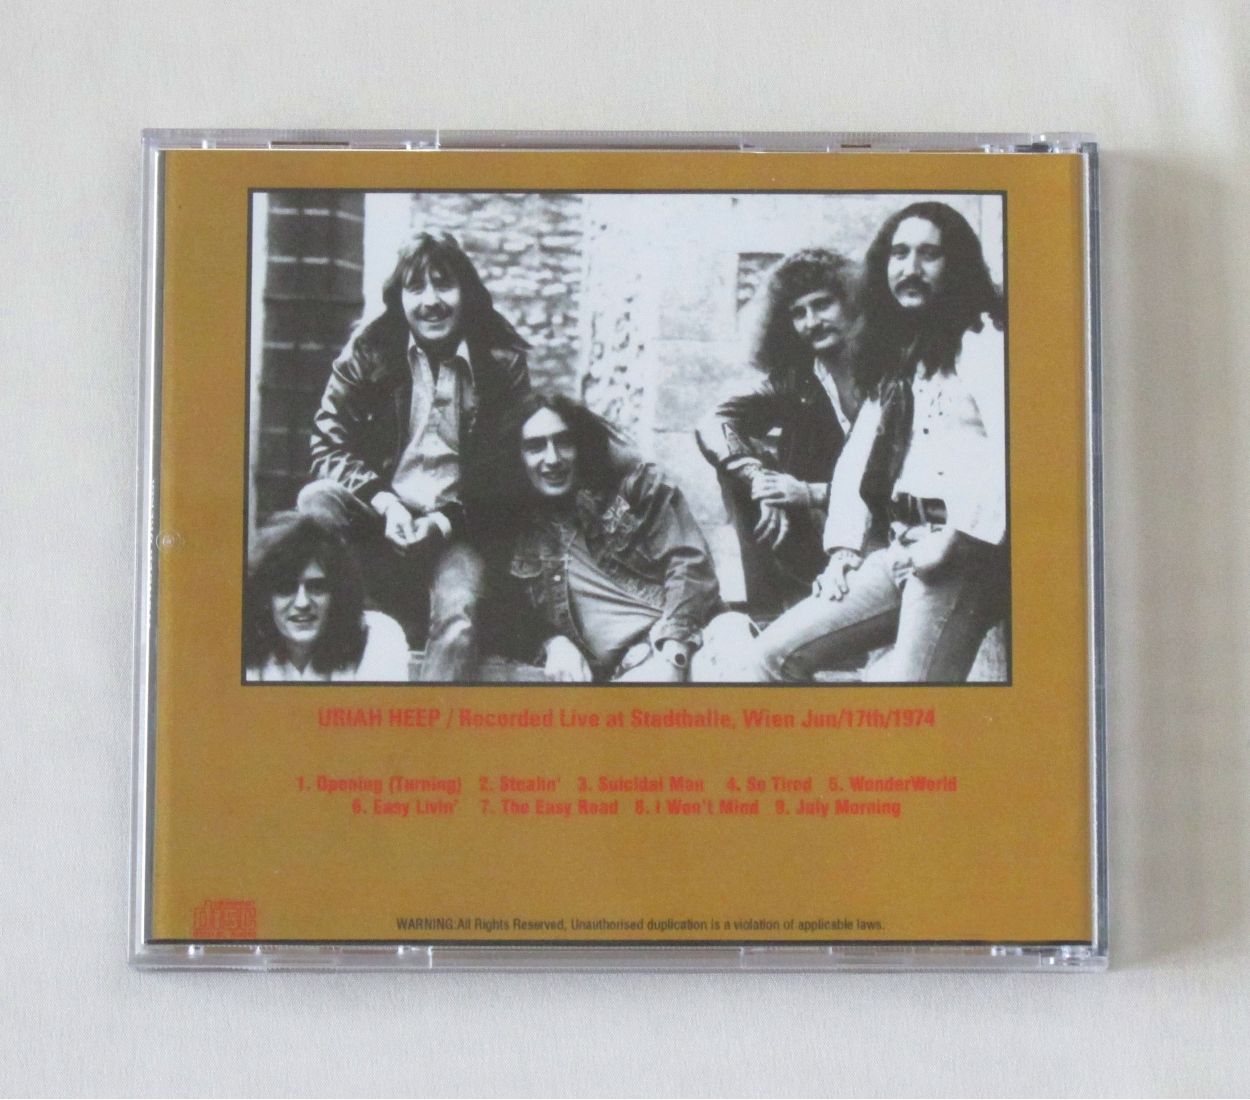 URIAH HEEP / Recorded Live at Stadthalle, Wien Jun/17th/1974
1. Opening (Turning) 2. Stealin' 3. Suicidal Man 4. So Tired 5. WonderWorld
6. Easy Livin' 7. The Easy Road 8. I Won't Mind 9. July Morning
disc
WARNING:All Rights Reserved, Unauthorised duplication is a violation of applicable laws.